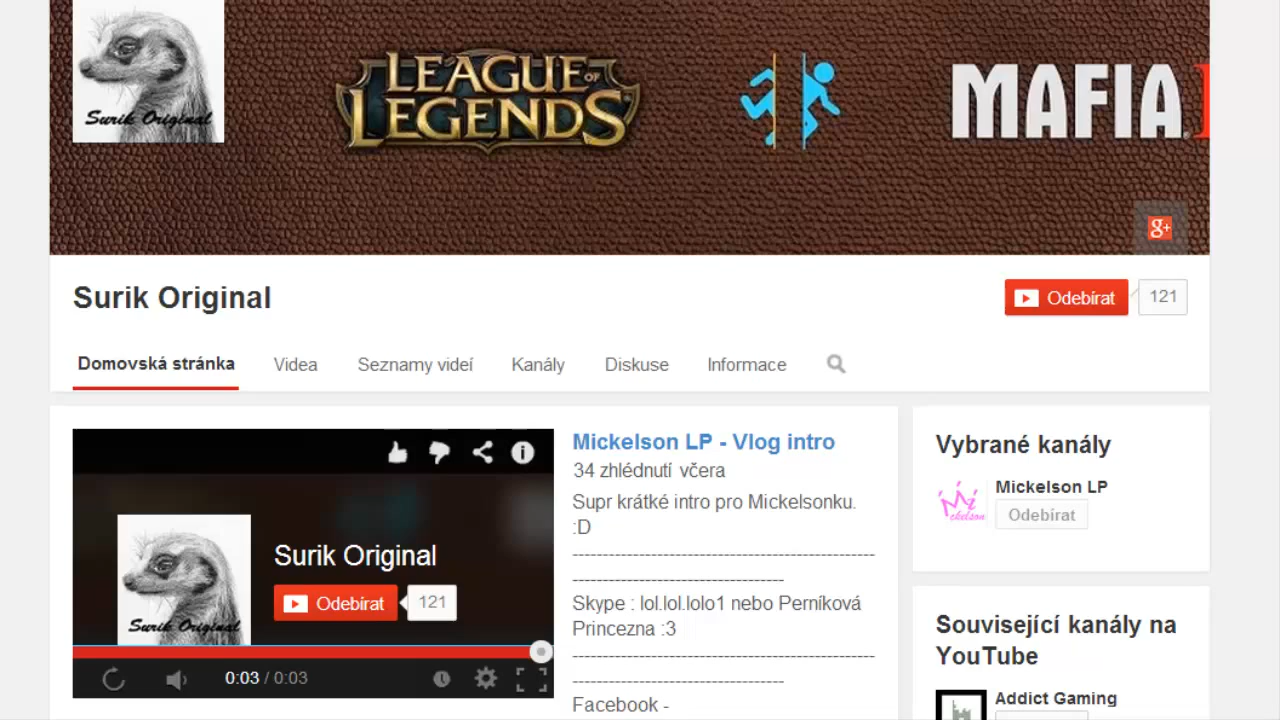 Surik Original
LEAGUE OF
LEGENDS
MAFIA
g+
Surik Original
Odebírat
121
Domovská stránka
Videa
Seznamy videí
Kanály
Diskuse
Informace
Surik Original
Odebírat
121
Surik Original
0:03 / 0:03
Mickelson LP - Vlog intro
34 zhlédnutí včera
Supr krátké intro pro Mickelsonku.
:D
--------------------------------------------------
-----------------------------------
Skype : lol.lol.lolo1 nebo Perníková
Princezna :3
--------------------------------------------------
-----------------------------------
Facebook -
Vybrané kanály
Mickelson LP
Odebírat
Související kanály na
YouTube
Addict Gaming